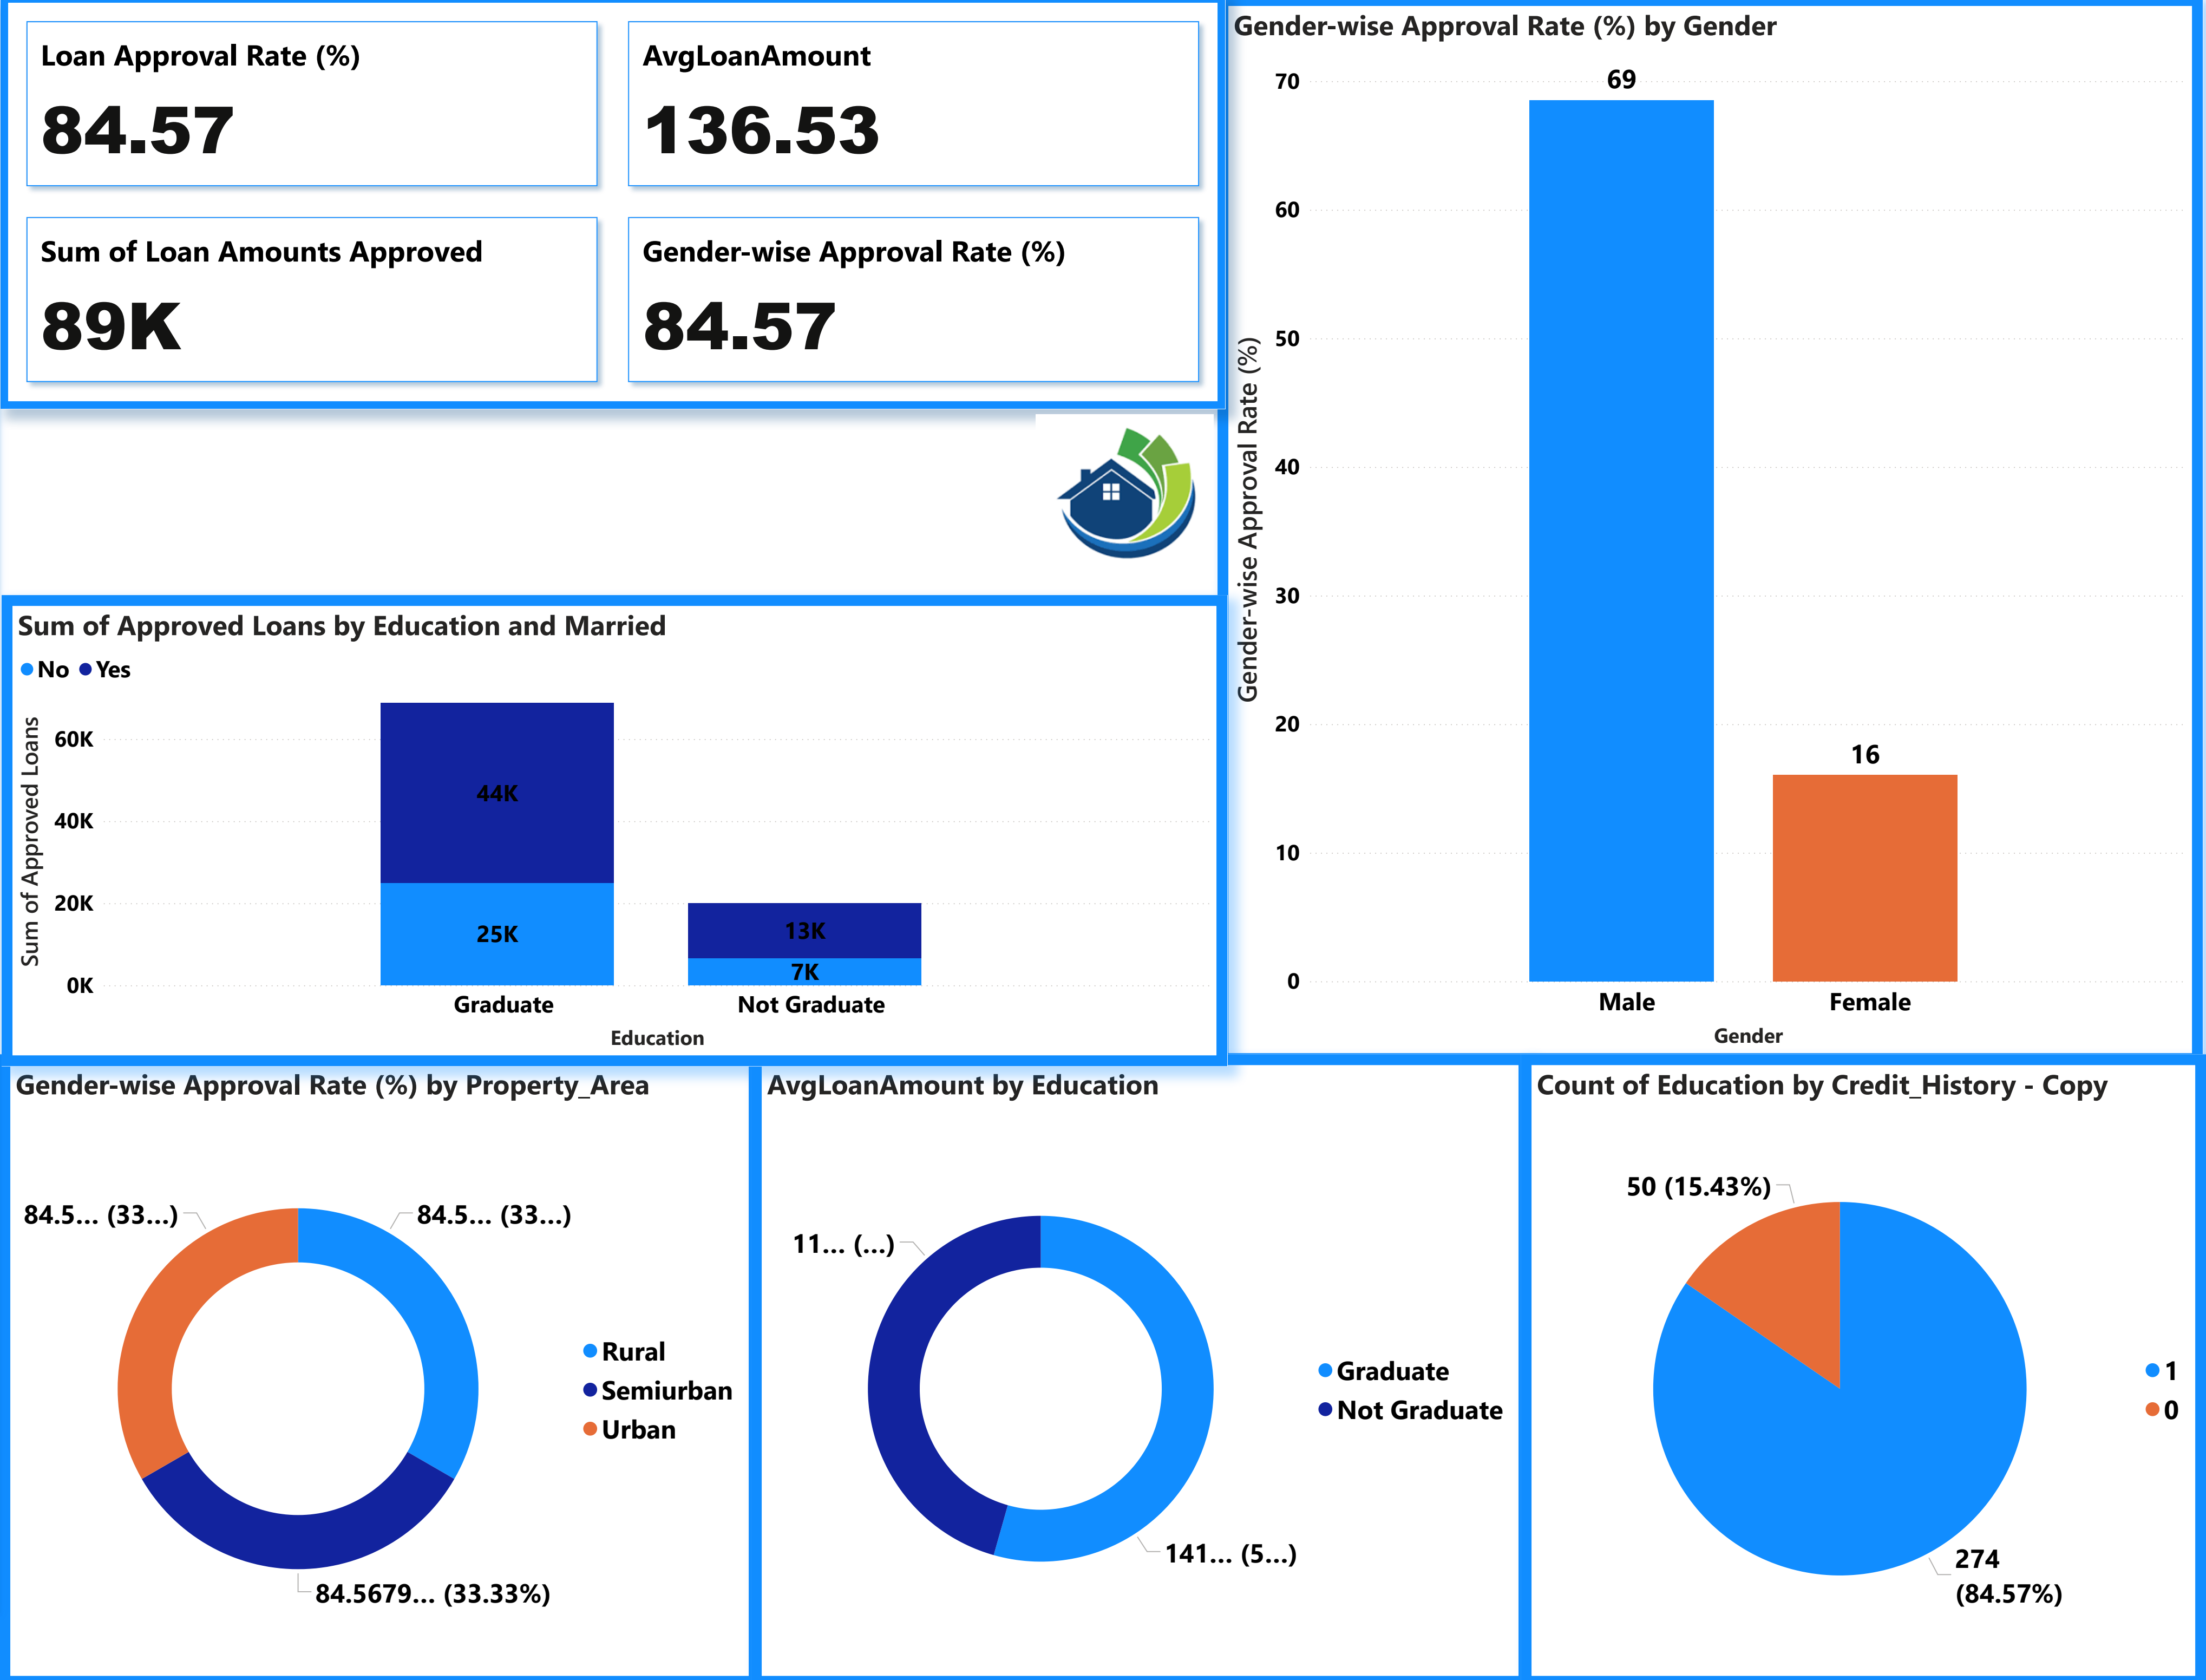 Loan Approval Rate (%)
84.57
AvgLoanAmount
136.53
Sum of Loan Amounts Approved
89K
Gender-wise Approval Rate (%)
84.57
Gender-wise Approval Rate (%) by Gender
Gender-wise Approval Rate (%)
70
60
50
40
30
20
10
0
69
16
Male
Female
Gender
Sum of Approved Loans by Education and Married
No
Yes
Sum of Approved Loans
60K
40K
20K
0K
44K
25K
13K
7K
Graduate
Not Graduate
Education
Gender-wise Approval Rate (%) by Property_Area
84.5... (33...)
84.5... (33...)
84.5679... (33.33%)
Rural
Semiurban
Urban
AvgLoanAmount by Education
11... (...)
141... (5...)
Graduate
Not Graduate
Count of Education by Credit_History - Copy
50 (15.43%)
274
(84.57%)
1
0